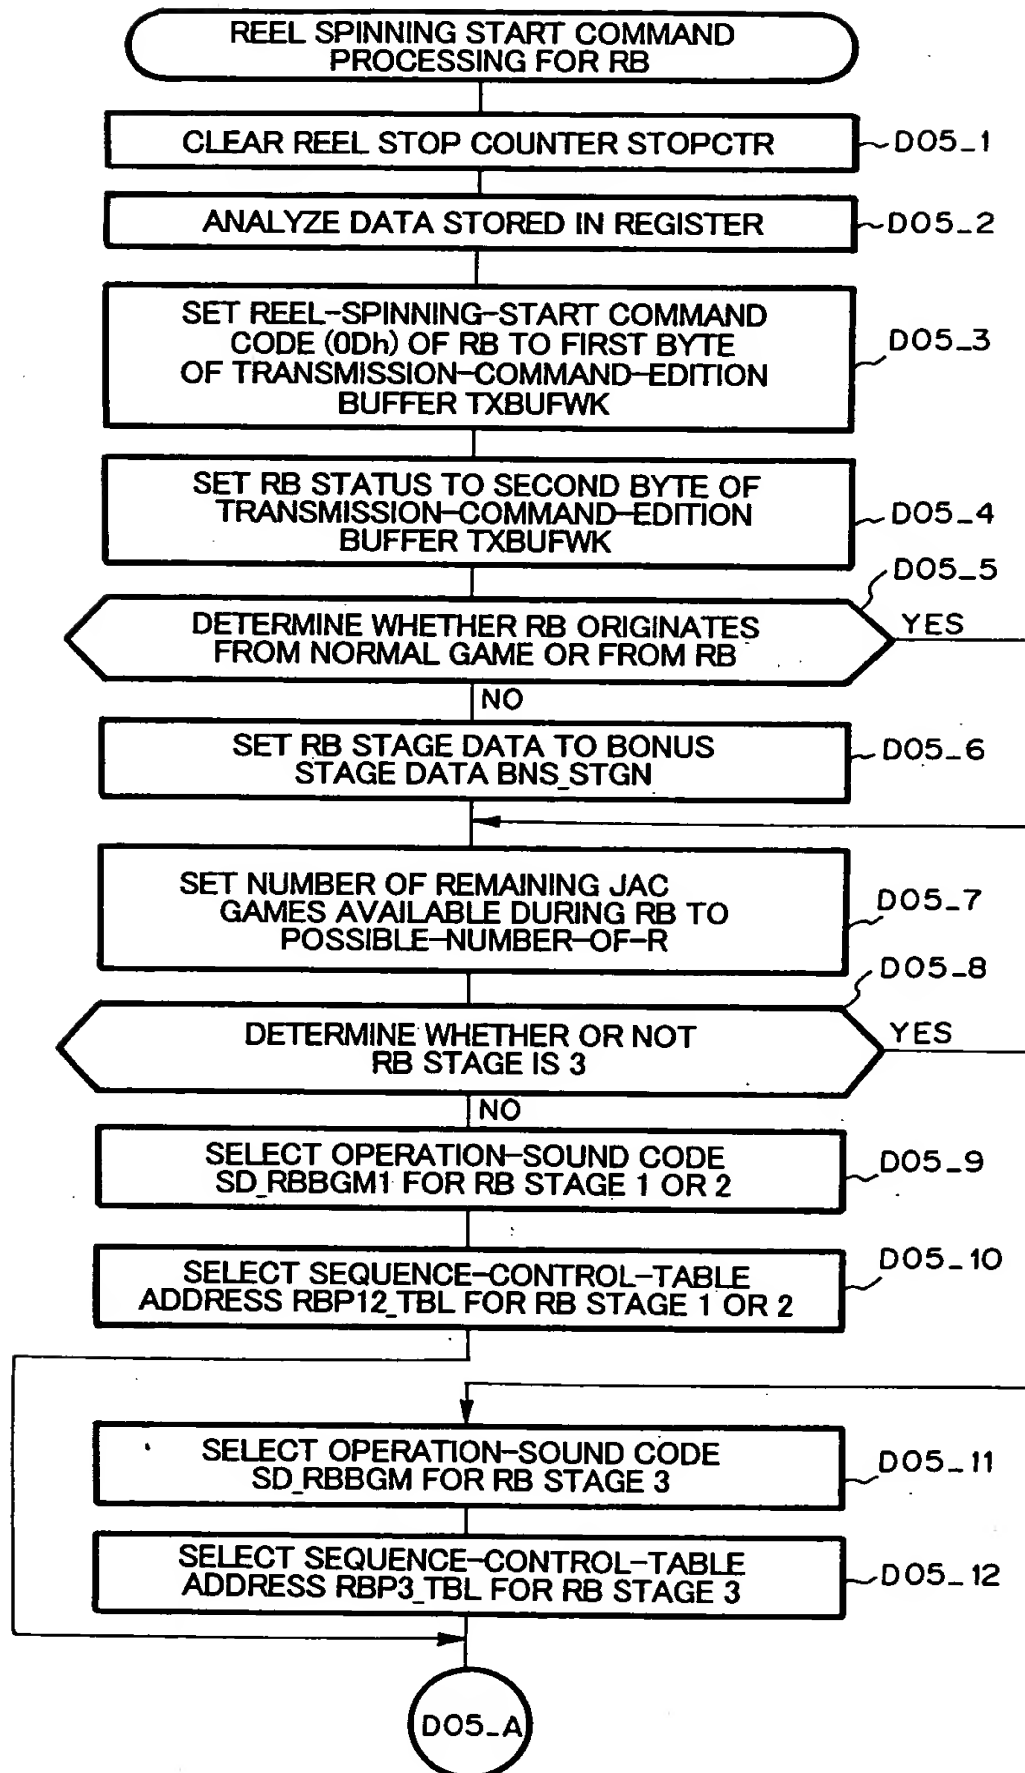 REEL SPINNING START COMMAND
PROCESSING FOR RB
CLEAR REEL STOP COUNTER STOPCTR
D05_1
ANALYZE DATA STORED IN REGISTER
D05_2
SET REEL-SPINNING-START COMMAND
CODE (0Dh) OF RB TO FIRST BYTE
OF TRANSMISSION-COMMAND-EDITION
BUFFER TXBUFWK
D05_3
SET RB STATUS TO SECOND BYTE OF
TRANSMISSION-COMMAND-EDITION
BUFFER TXBUFWK
D05_4
D05_5
DETERMINE WHETHER RB ORIGINATES
FROM NORMAL GAME OR FROM RB
YES
NO
SET RB STAGE DATA TO BONUS
STAGE DATA BNS_STGN
D05_6
SET NUMBER OF REMAINING JAC
GAMES AVAILABLE DURING RB TO
POSSIBLE-NUMBER-OF-R
D05_7
D05_8
DETERMINE WHETHER OR NOT
RB STAGE IS 3
YES
NO
SELECT OPERATION-SOUND CODE
SD_RBBGM1 FOR RB STAGE 1 OR 2
D05_9
SELECT SEQUENCE-CONTROL-TABLE
ADDRESS RBP12_TBL FOR RB STAGE 1 OR 2
D05_10
SELECT OPERATION-SOUND CODE
SD_RBBGM FOR RB STAGE 3
D05_11
SELECT SEQUENCE-CONTROL-TABLE
ADDRESS RBP3_TBL FOR RB STAGE 3
D05_12
D05_A